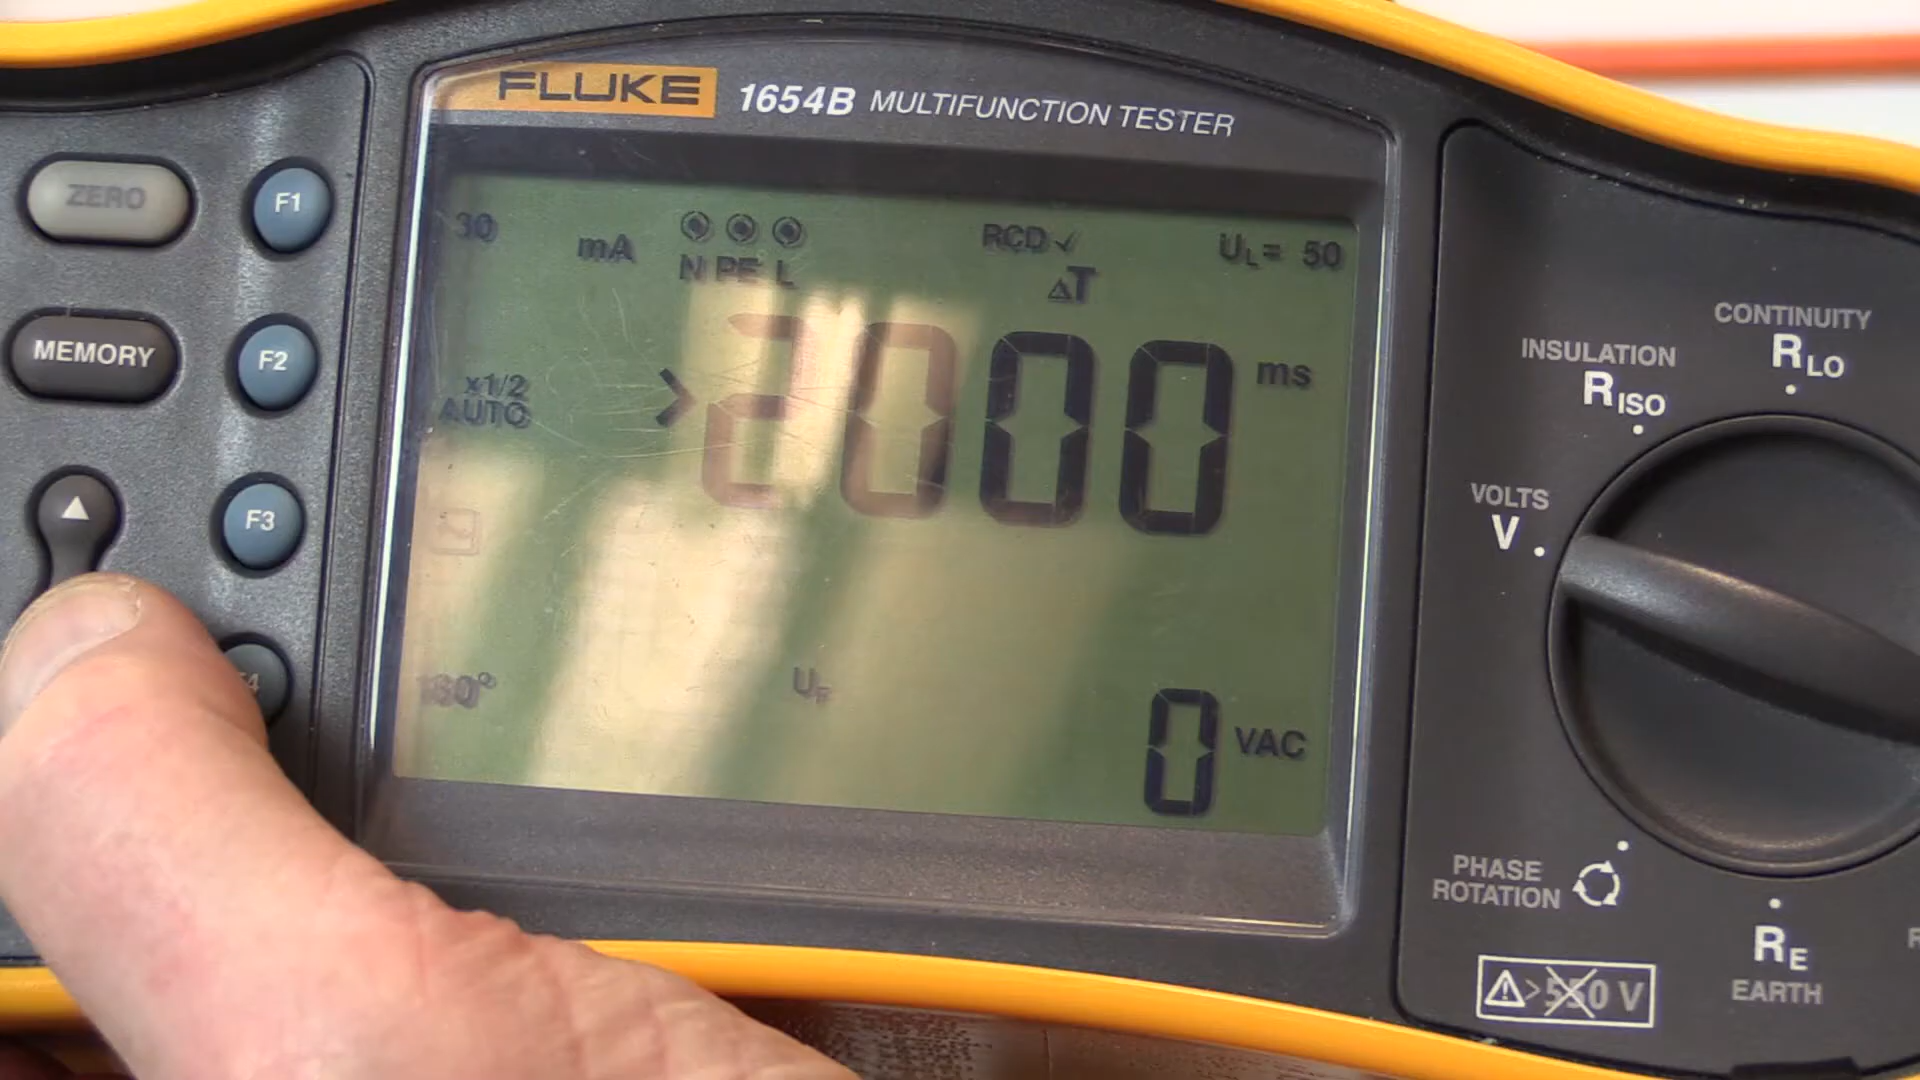 FLUKE 1654B MULTIFUNCTION TESTER
ZERO
F1
MEMORY
F2
F3
30 mA
N PE L
RCD✓
ΔT
UL= 50
x1/2
AUTO
>2000 ms
180°
UF
0 VAC
CONTINUITY
RLO
INSULATION
RISO
VOLTS
V
PHASE
ROTATION
RE
EARTH
>550 V